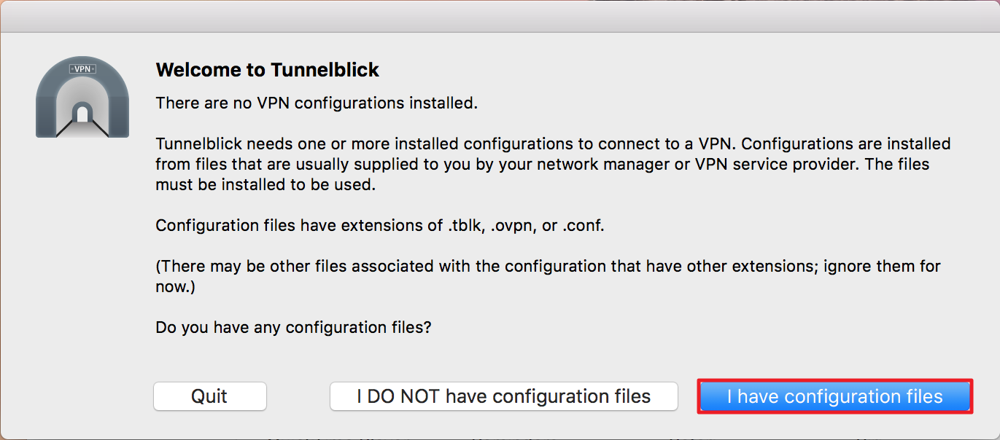 VPN
Welcome to Tunnelblick
There are no VPN configurations installed.
Tunnelblick needs one or more installed configurations to connect to a VPN. Configurations are installed
from files that are usually supplied to you by your network manager or VPN service provider. The files
must be installed to be used.
Configuration files have extensions of .tblk, .ovpn, or .conf.
(There may be other files associated with the configuration that have other extensions; ignore them for
now.)
Do you have any configuration files?
Quit
I DO NOT have configuration files
I have configuration files